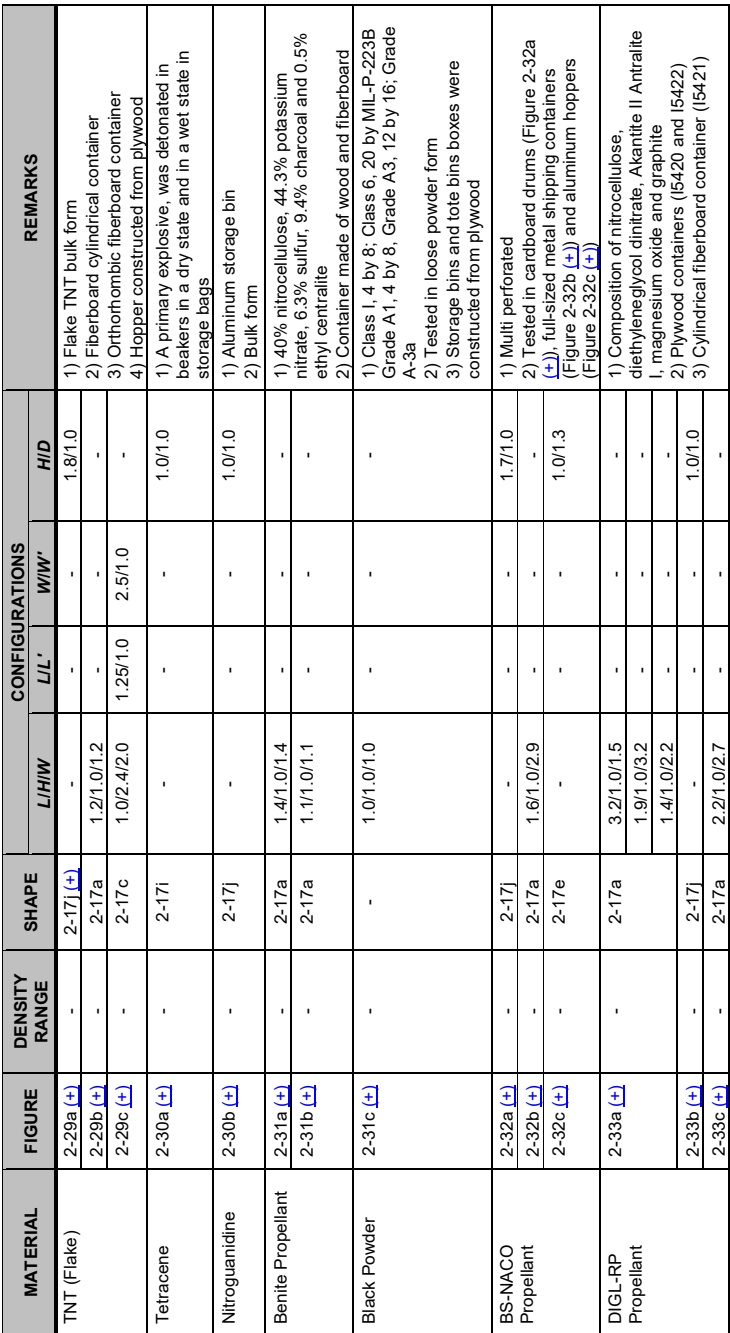 MATERIAL FIGURE DENSITY RANGE SHAPE CONFIGURATIONS REMARKS
L/H/W L/L' W/W' H/D
TNT (Flake)
2-29a (+) - 2-17j (+) - - - 1.8/1.0
2-29b (+) - 2-17a 1.2/1.0/1.2 - - -
2-29c (+) - 2-17c 1.0/2.4/2.0 1.25/1.0 2.5/1.0 -
1) Flake TNT bulk form
2) Fiberboard cylindrical container
3) Orthorhombic fiberboard container
4) Hopper constructed from plywood
Tetracene 2-30a (+) - 2-17i - - - 1.0/1.0
1) A primary explosive, was detonated in
beakers in a dry state and in a wet state in
storage bags
Nitroguanidine 2-30b (+) - 2-17j - - - 1.0/1.0
1) Aluminum storage bin
2) Bulk form
Benite Propellant
2-31a (+) - 2-17a 1.4/1.0/1.4 - - -
2-31b (+) - 2-17a 1.1/1.0/1.1 - - -
1) 40% nitrocellulose, 44.3% potassium
nitrate, 6.3% sulfur, 9.4% charcoal and 0.5%
ethyl centralite
2) Container made of wood and fiberboard
Black Powder 2-31c (+) - - 1.0/1.0/1.0 - - -
1) Class I, 4 by 8; Class 6, 20 by MIL-P-223B
Grade A1, 4 by 8, Grade A3, 12 by 16; Grade
A-3a
2) Tested in loose powder form
3) Storage bins and tote bins boxes were
constructed from plywood
BS-NACO
Propellant
2-32a (+) - 2-17j - - - 1.7/1.0
2-32b (+) - 2-17a 1.6/1.0/2.9 - - -
2-32c (+) - 2-17e - - - 1.0/1.3
1) Multi perforated
2) Tested in cardboard drums (Figure 2-32a
(+)), full-sized metal shipping containers
(Figure 2-32b (+)) and aluminum hoppers
(Figure 2-32c (+))
DIGL-RP
Propellant
2-33a (+) - 2-17a 3.2/1.0/1.5 - - -
1.9/1.0/3.2 - - -
1.4/1.0/2.2 - - -
2-33b (+) - 2-17j - - - 1.0/1.0
2-33c (+) - 2-17a 2.2/1.0/2.7 - - -
1) Composition of nitrocellulose,
diethyleneglycol dinitrate, Akantite II Antralite
I, magnesium oxide and graphite
2) Plywood containers (I5420 and I5422)
3) Cylindrical fiberboard container (I5421)